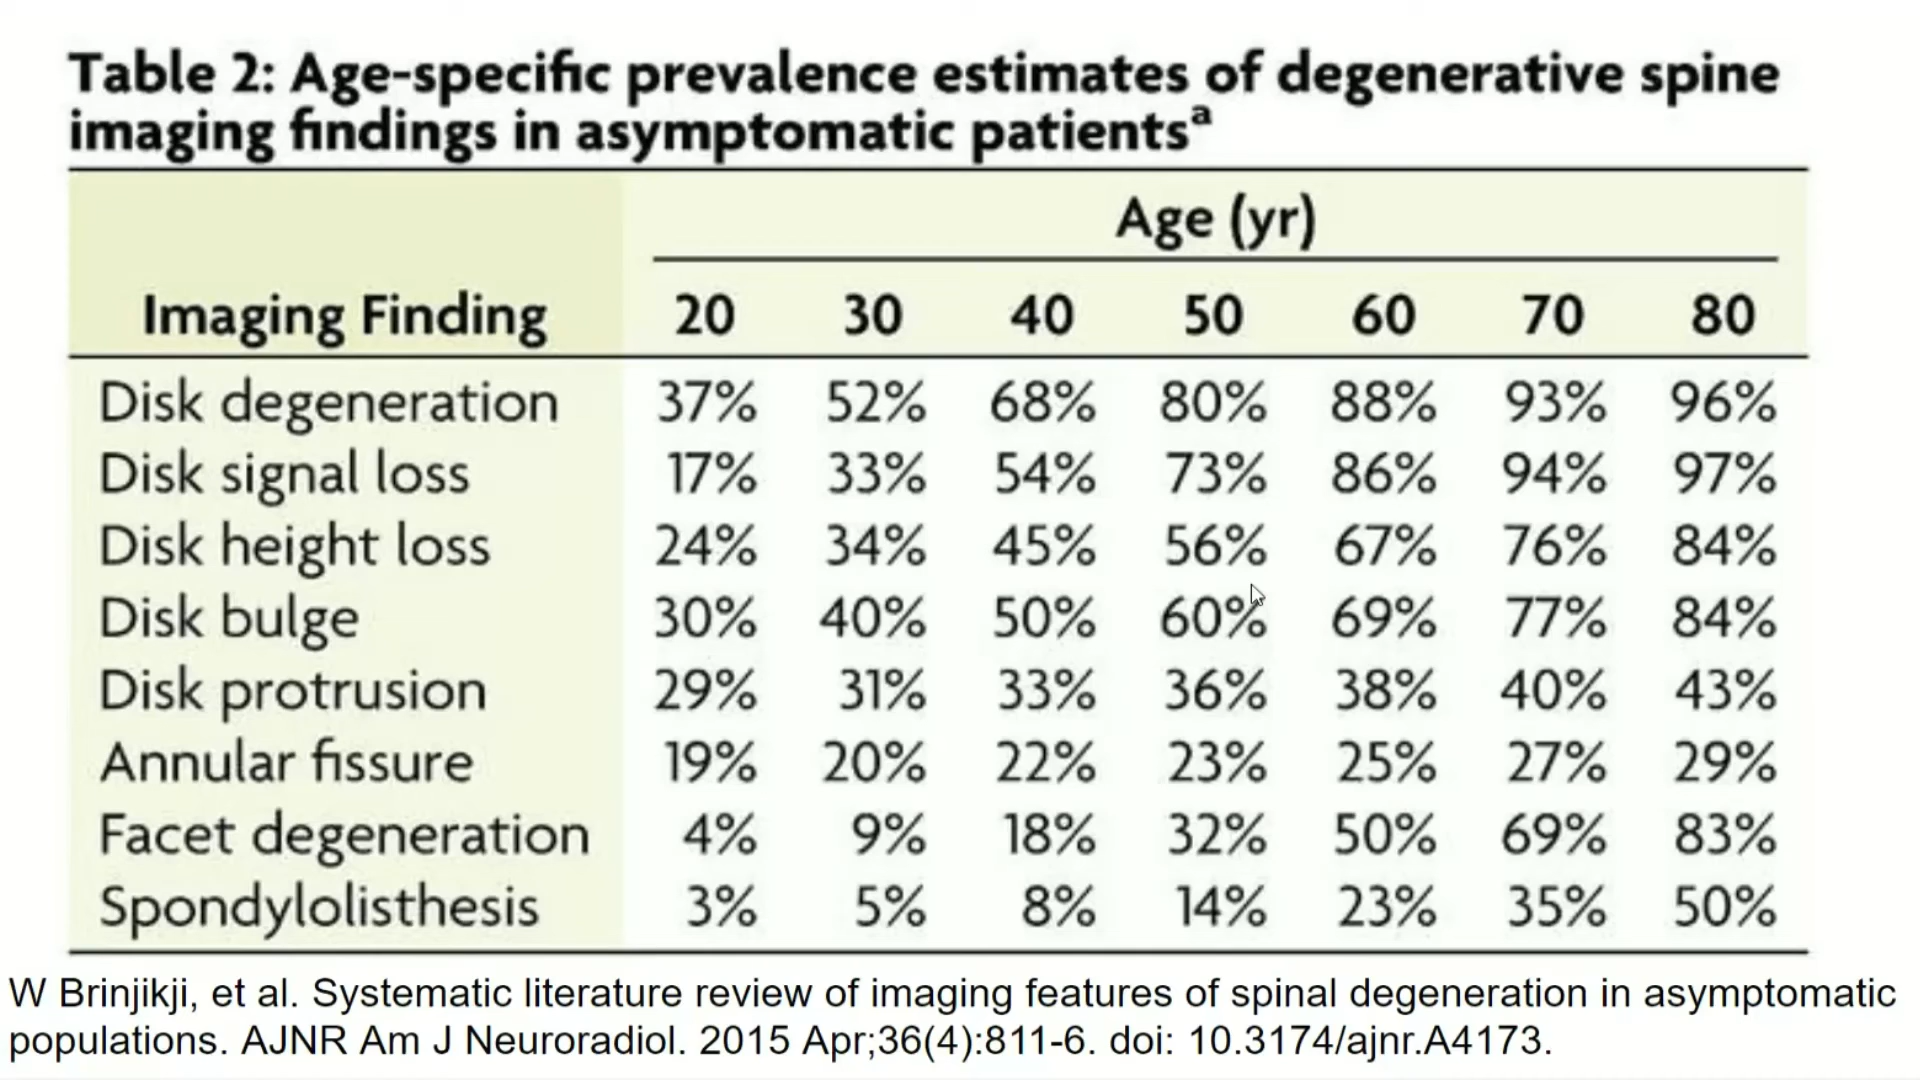 Table 2: Age-specific prevalence estimates of degenerative spine
imaging findings in asymptomatic patientsᵃ
Age (yr)
Imaging Finding 20 30 40 50 60 70 80
Disk degeneration 37% 52% 68% 80% 88% 93% 96%
Disk signal loss 17% 33% 54% 73% 86% 94% 97%
Disk height loss 24% 34% 45% 56% 67% 76% 84%
Disk bulge 30% 40% 50% 60% 69% 77% 84%
Disk protrusion 29% 31% 33% 36% 38% 40% 43%
Annular fissure 19% 20% 22% 23% 25% 27% 29%
Facet degeneration 4% 9% 18% 32% 50% 69% 83%
Spondylolisthesis 3% 5% 8% 14% 23% 35% 50%
W Brinjikji, et al. Systematic literature review of imaging features of spinal degeneration in asymptomatic
populations. AJNR Am J Neuroradiol. 2015 Apr;36(4):811-6. doi: 10.3174/ajnr.A4173.